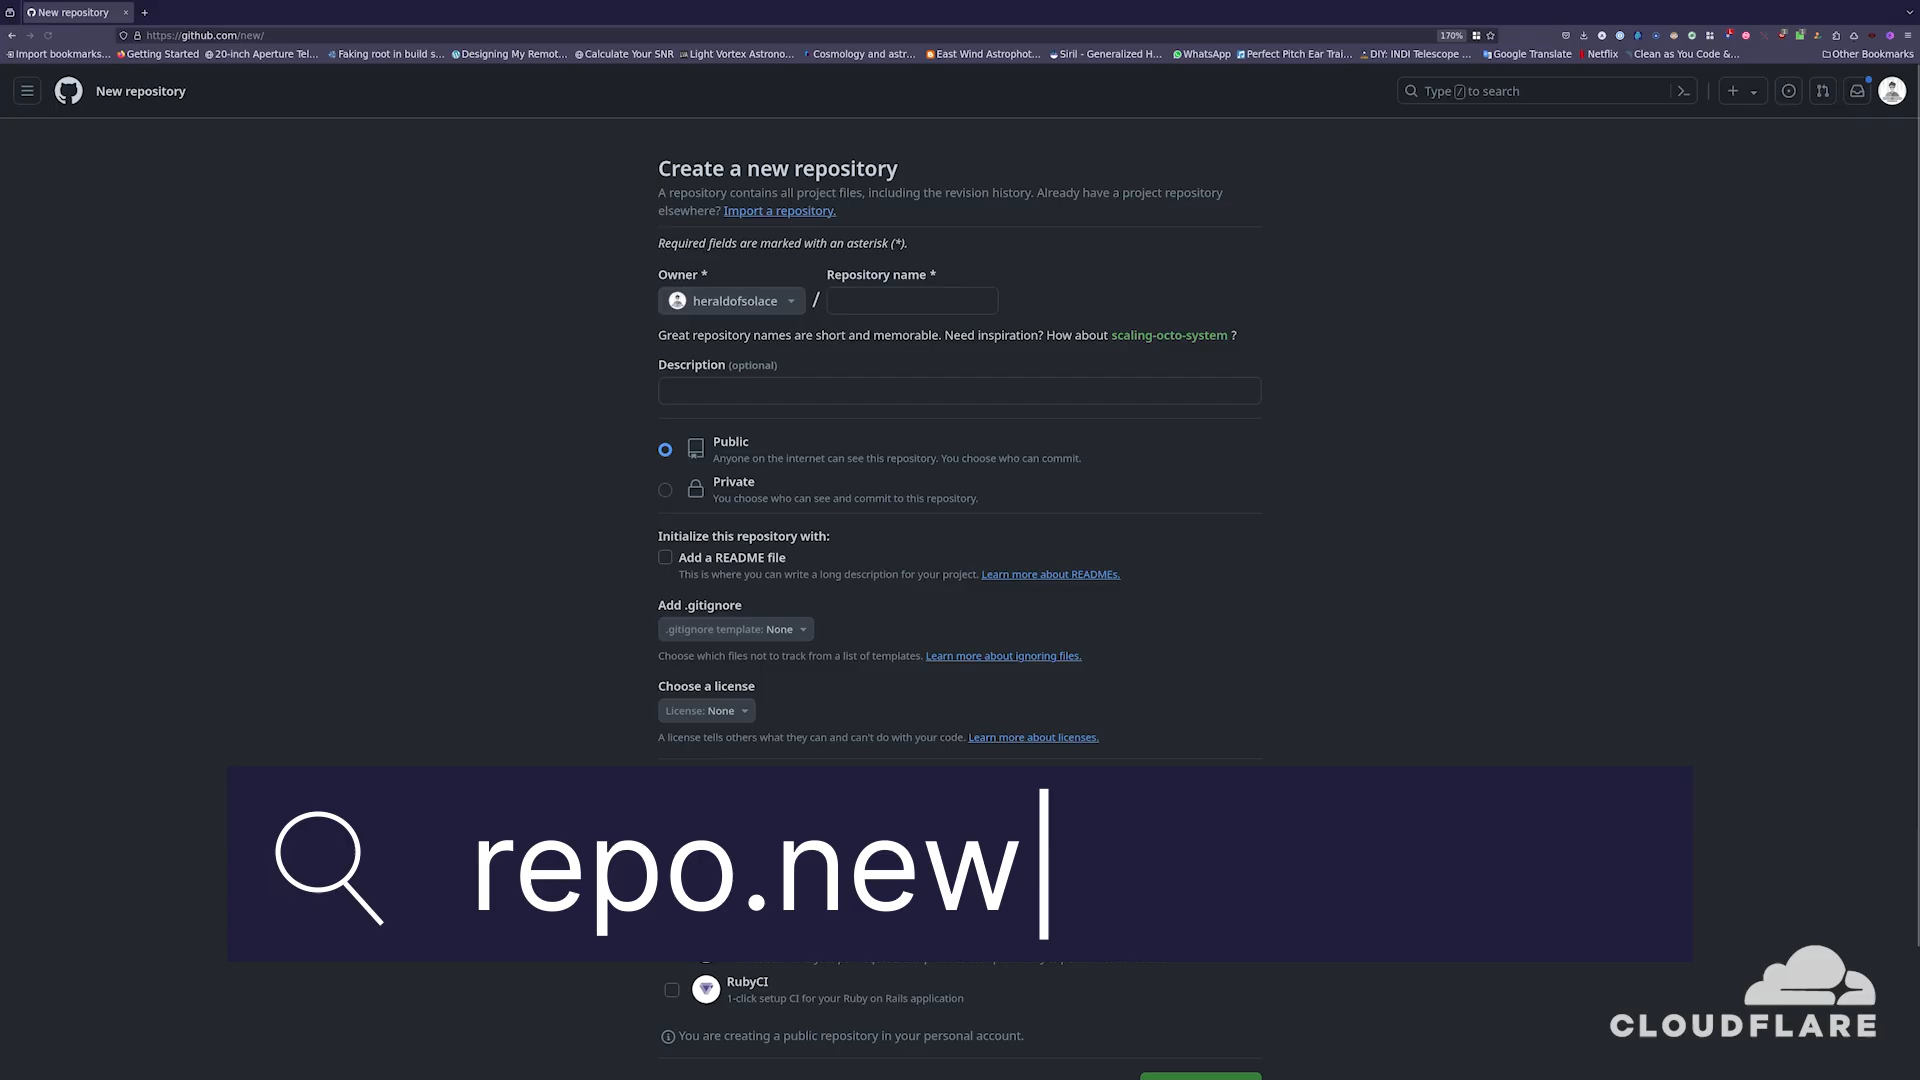 New repository
https://github.com/new/
170%
Import bookmarks...
Getting Started
20-inch Aperture Tel...
Faking root in build s...
Designing My Remot...
Calculate Your SNR
Light Vortex Astrono...
Cosmology and astr...
East Wind Astrophot...
Siril - Generalized H...
WhatsApp
Perfect Pitch Ear Trai...
DIY: INDI Telescope ...
Google Translate
Netflix
Clean as You Code &...
Other Bookmarks
New repository
Type / to search
Create a new repository
A repository contains all project files, including the revision history. Already have a project repository
elsewhere? Import a repository.
Required fields are marked with an asterisk (*).
Owner *
Repository name *
heraldofsolace
/
Great repository names are short and memorable. Need inspiration? How about scaling-octo-system ?
Description (optional)
Public
Anyone on the internet can see this repository. You choose who can commit.
Private
You choose who can see and commit to this repository.
Initialize this repository with:
Add a README file
This is where you can write a long description for your project. Learn more about READMEs.
Add .gitignore
.gitignore template: None
Choose which files not to track from a list of templates. Learn more about ignoring files.
Choose a license
License: None
A license tells others what they can and can't do with your code. Learn more about licenses.
repo.new
RubyCI
1-click setup CI for your Ruby on Rails application
You are creating a public repository in your personal account.
CLOUDFLARE